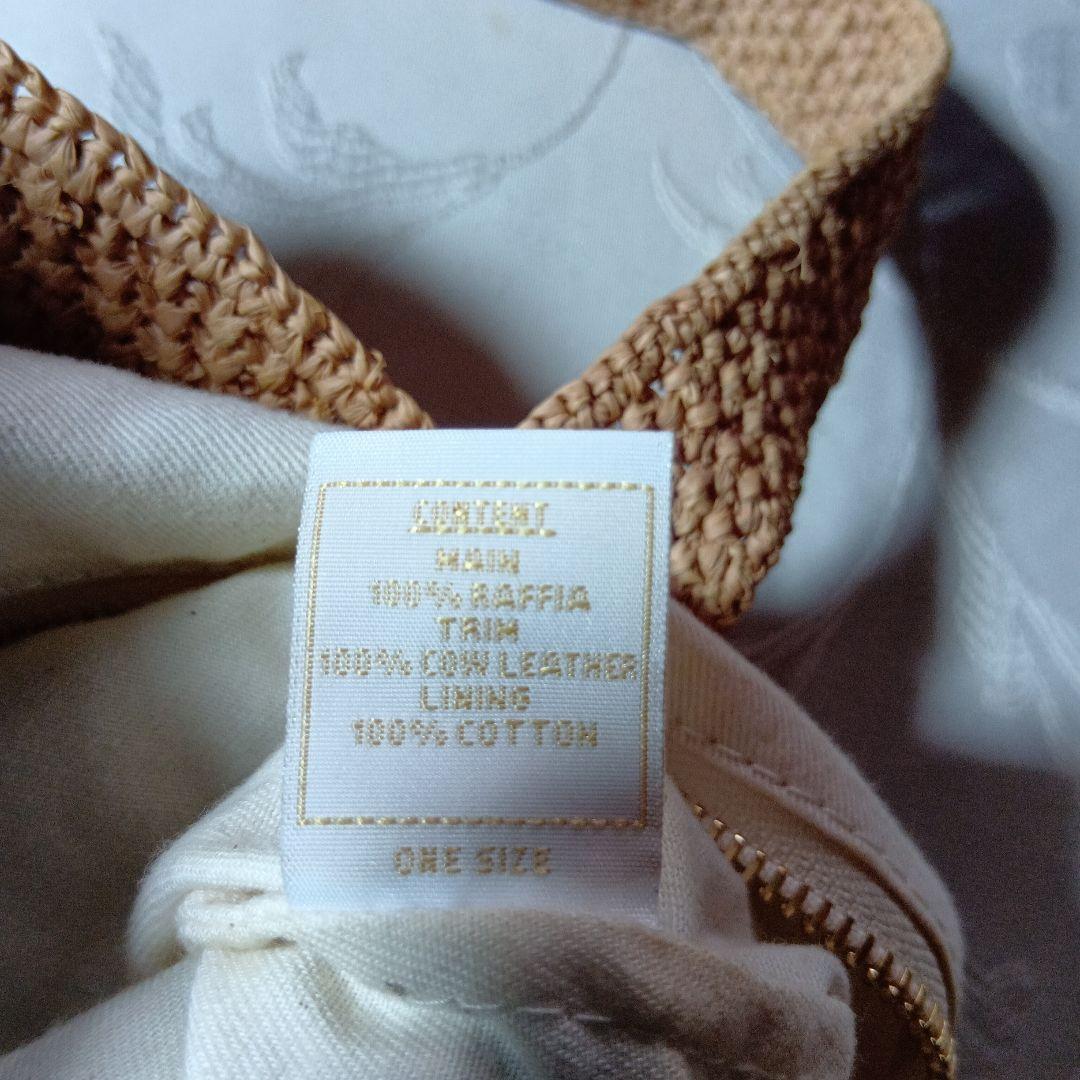 CONTENT
MAIN
100% RAFFIA
TRIM
100% COW LEATHER
LINING
100% COTTON
ONE SIZE